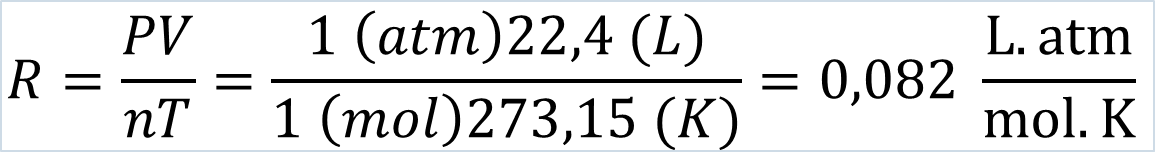 R = PV/nT = 1 (atm)22,4 (L)/1 (mol)273,15 (K) = 0,082 L. atm/mol. K